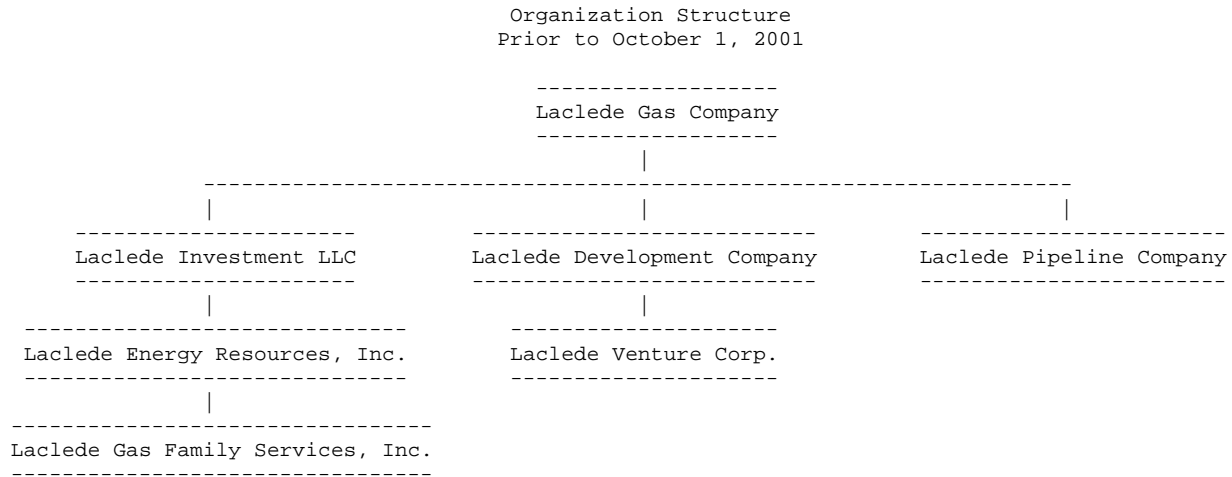 Organization Structure
Prior to October 1, 2001
Laclede Gas Company
Laclede Investment LLC
Laclede Development Company
Laclede Pipeline Company
Laclede Energy Resources, Inc.
Laclede Venture Corp.
Laclede Gas Family Services, Inc.